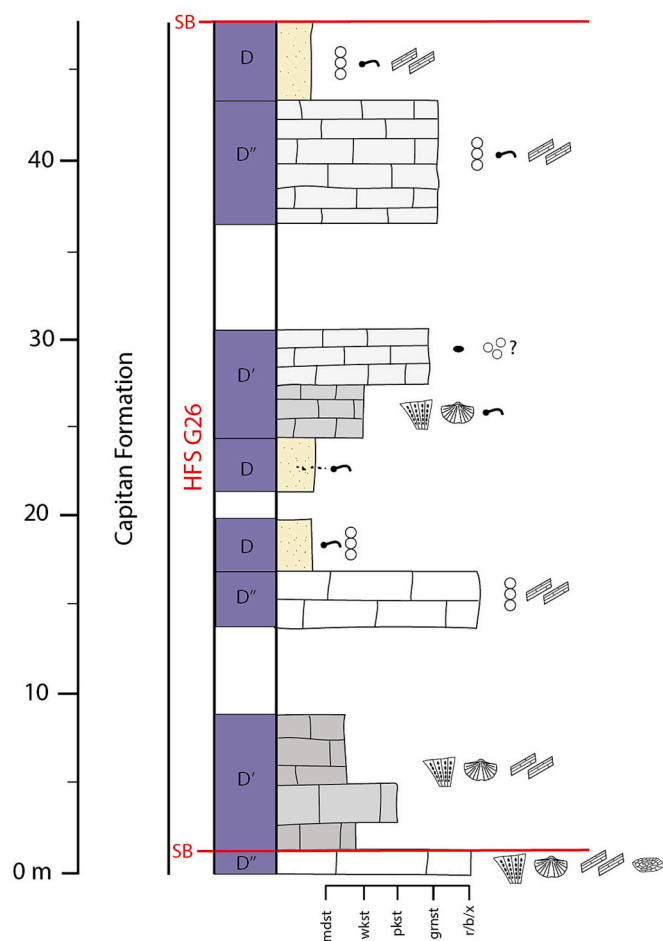 SB
D
D″
40
30
D′
D
?
Capitan Formation
HFS G26
20
D
D″
10
D′
SB
D″
0 m
mdst
wkst
pkst
grnst
r/b/x